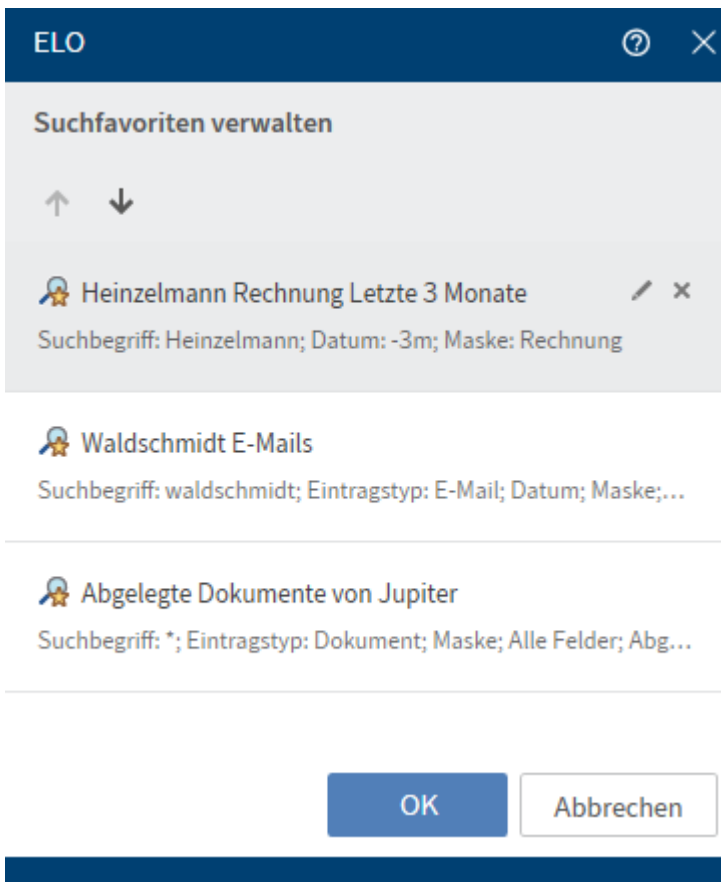 ELO
Suchfavoriten verwalten
Heinzelmann Rechnung Letzte 3 Monate
Suchbegriff: Heinzelmann; Datum: -3m; Maske: Rechnung
Waldschmidt E-Mails
Suchbegriff: waldschmidt; Eintragstyp: E-Mail; Datum; Maske;...
Abgelegte Dokumente von Jupiter
Suchbegriff: *; Eintragstyp: Dokument; Maske; Alle Felder; Abg...
OK
Abbrechen